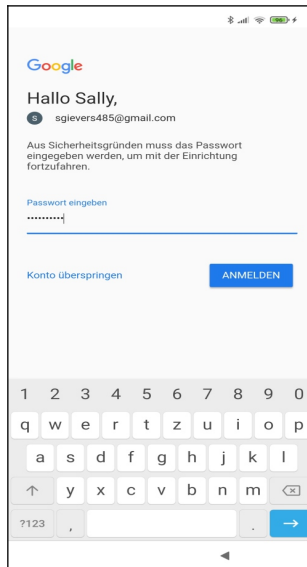 96
Google
Hallo Sally,
S sgievers485@gmail.com
Aus Sicherheitsgründen muss das Passwort
eingegeben werden, um mit der Einrichtung
fortzufahren.
Passwort eingeben
••••••••••
Konto überspringen ANMELDEN
1 2 3 4 5 6 7 8 9 0
q w e r t z u i o p
a s d f g h j k l
y x c v b n m
?123 , .